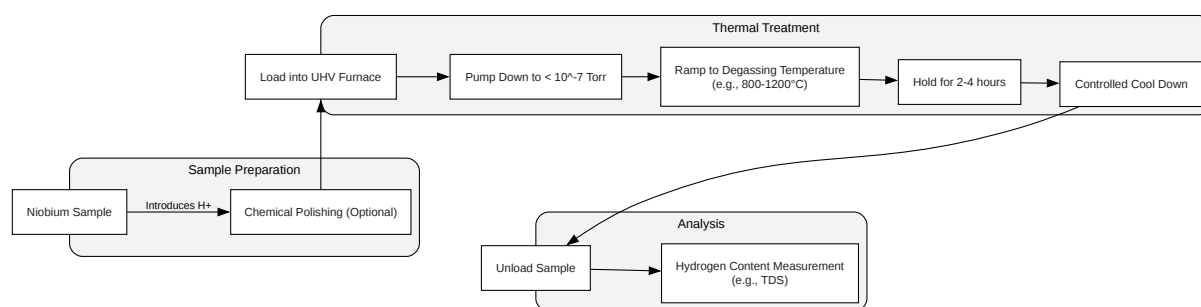 Thermal Treatment
Load into UHV Furnace
Pump Down to < 10^-7 Torr
Ramp to Degassing Temperature
(e.g., 800-1200°C)
Hold for 2-4 hours
Controlled Cool Down
Sample Preparation
Niobium Sample
Introduces H+
Chemical Polishing (Optional)
Analysis
Unload Sample
Hydrogen Content Measurement
(e.g., TDS)